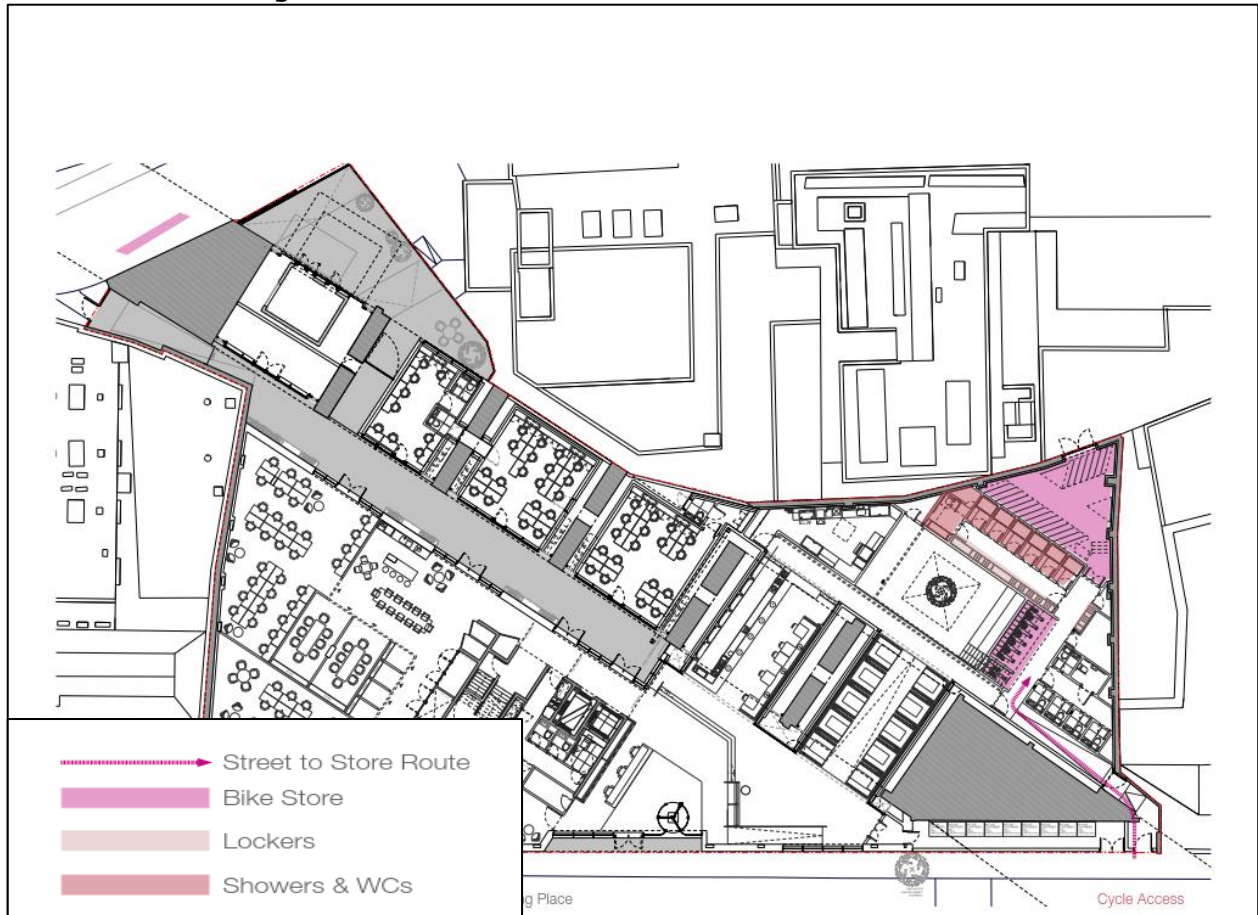 Street to Store Route
Bike Store
Lockers
Showers & WCs
g Place
Cycle Access